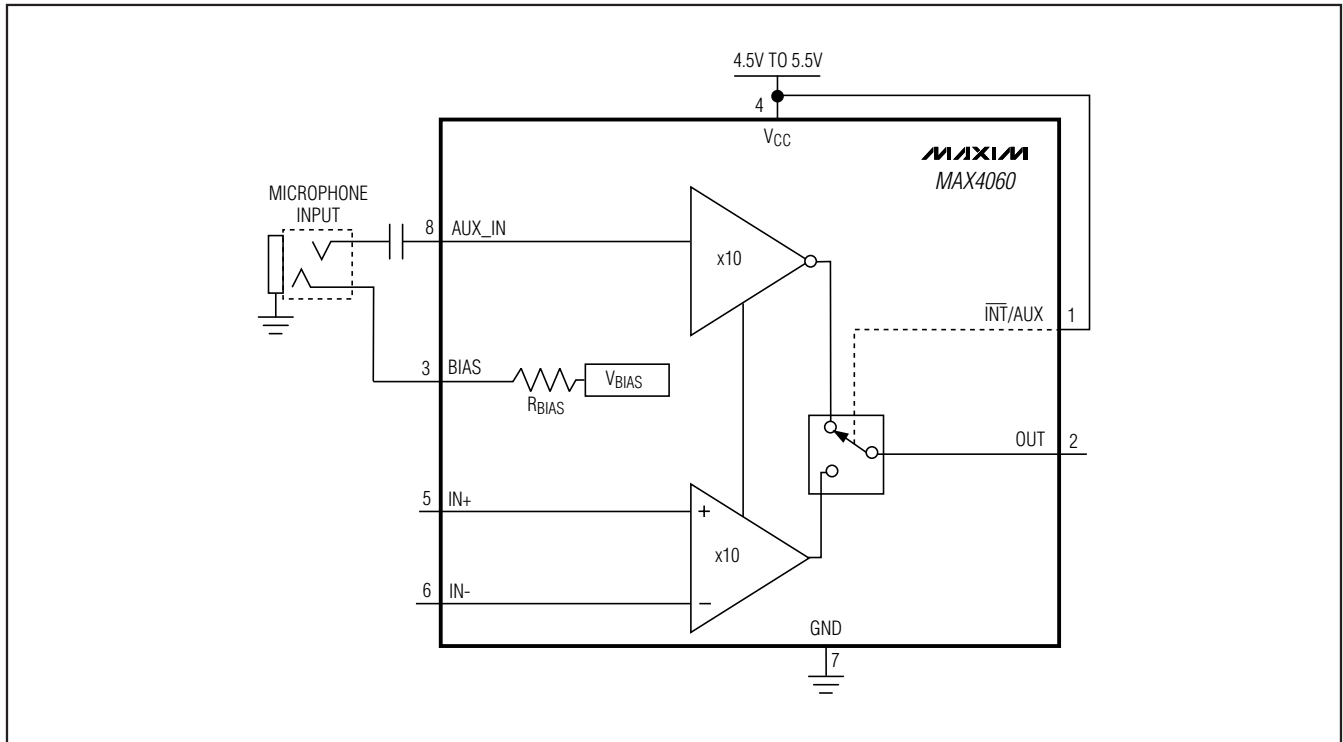 4.5V TO 5.5V
4
VCC
MAXIM
MAX4060
MICROPHONE
INPUT
8
AUX_IN
x10
INT/AUX
1
3
BIAS
VBIAS
RBIAS
OUT
2
5
IN+
+
x10
6
IN-
−
GND
7